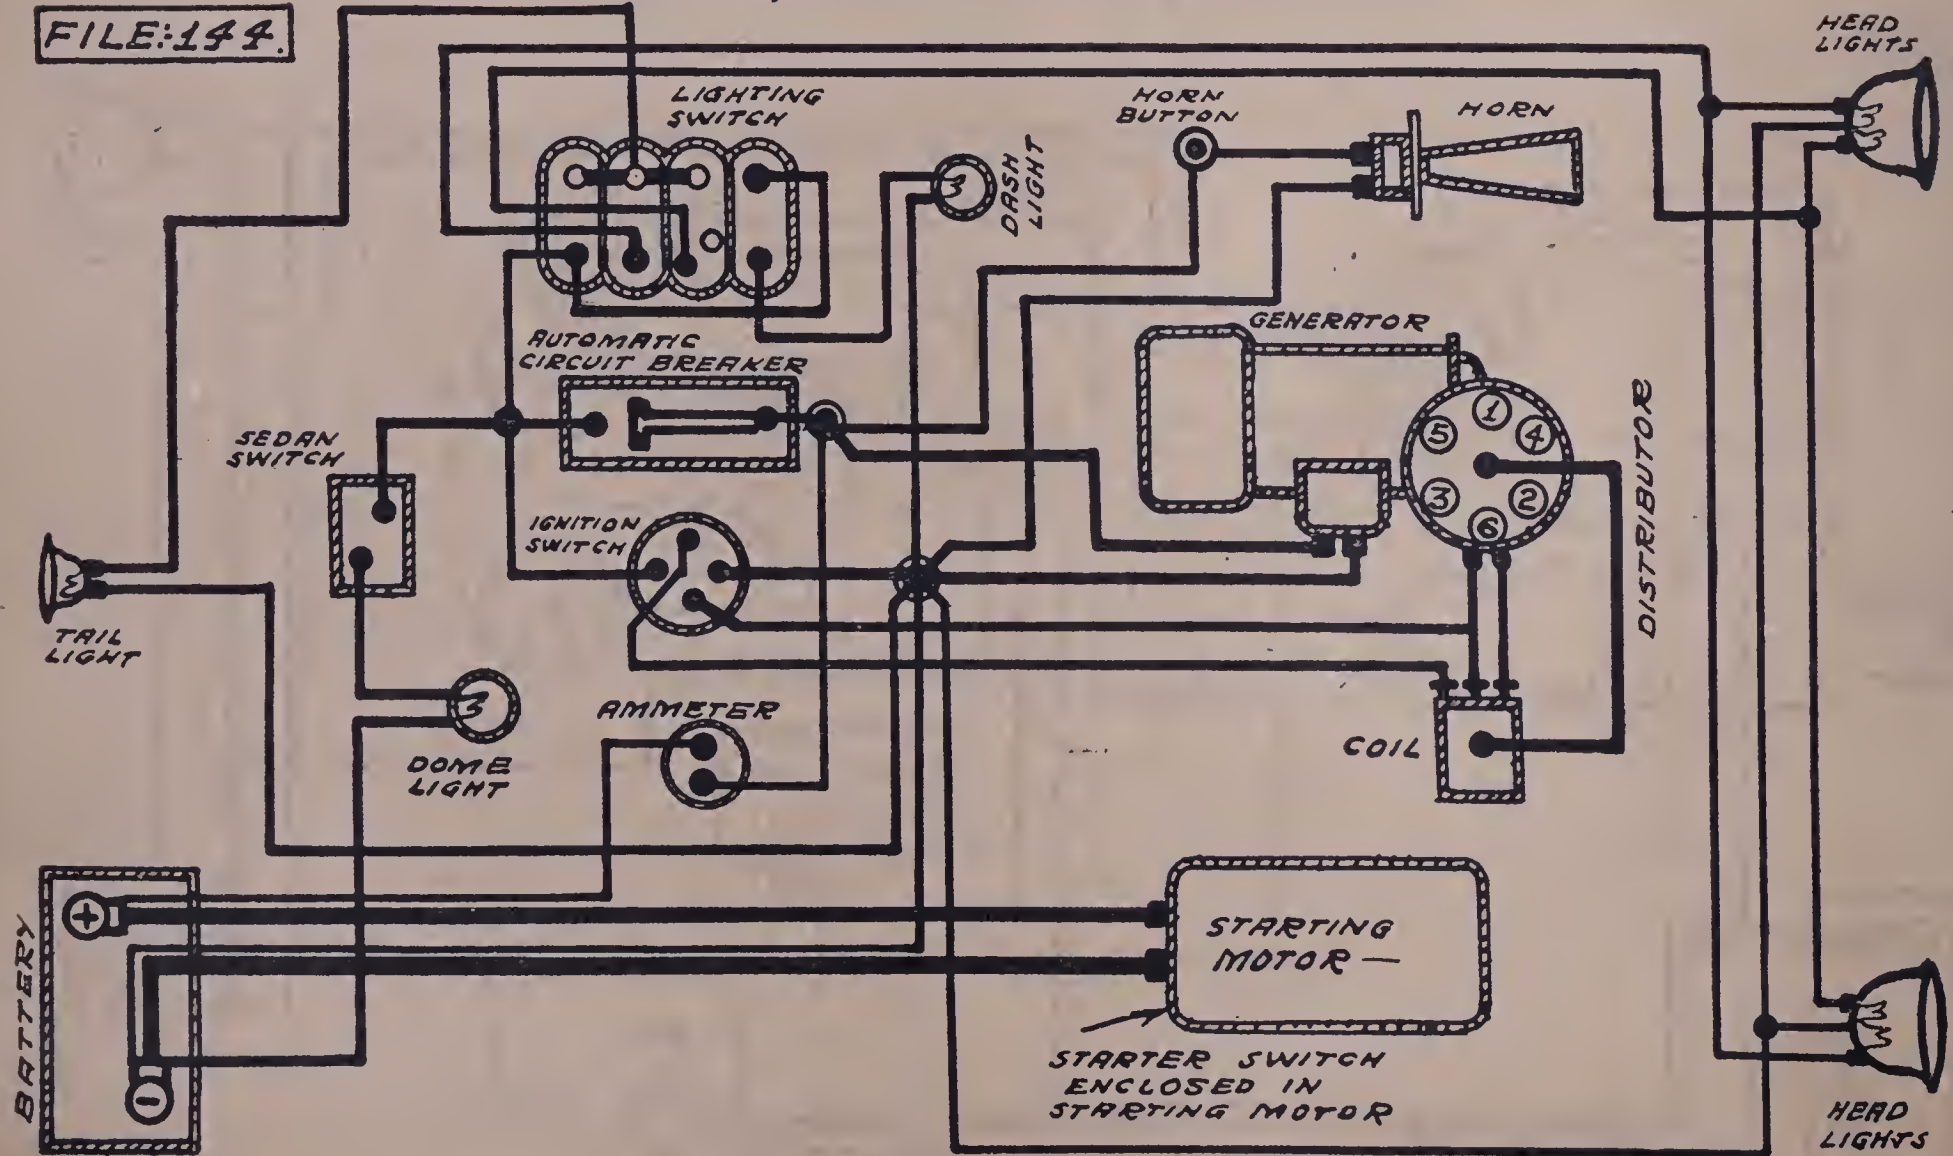 FILE:144.
HEAD
LIGHTS
LIGHTING
SWITCH
HORN
BUTTON
HORN
DASH
LIGHT
GENERATOR
AUTOMATIC
CIRCUIT BREAKER
DISTRIBUTOR
1
5
4
3
2
6
SEDAN
SWITCH
IGNITION
SWITCH
TAIL
LIGHT
AMMETER
COIL
DOME
LIGHT
BATTERY
+
-
STARTING
MOTOR —
STARTER SWITCH
ENCLOSED IN
STARTING MOTOR
HEAD
LIGHTS